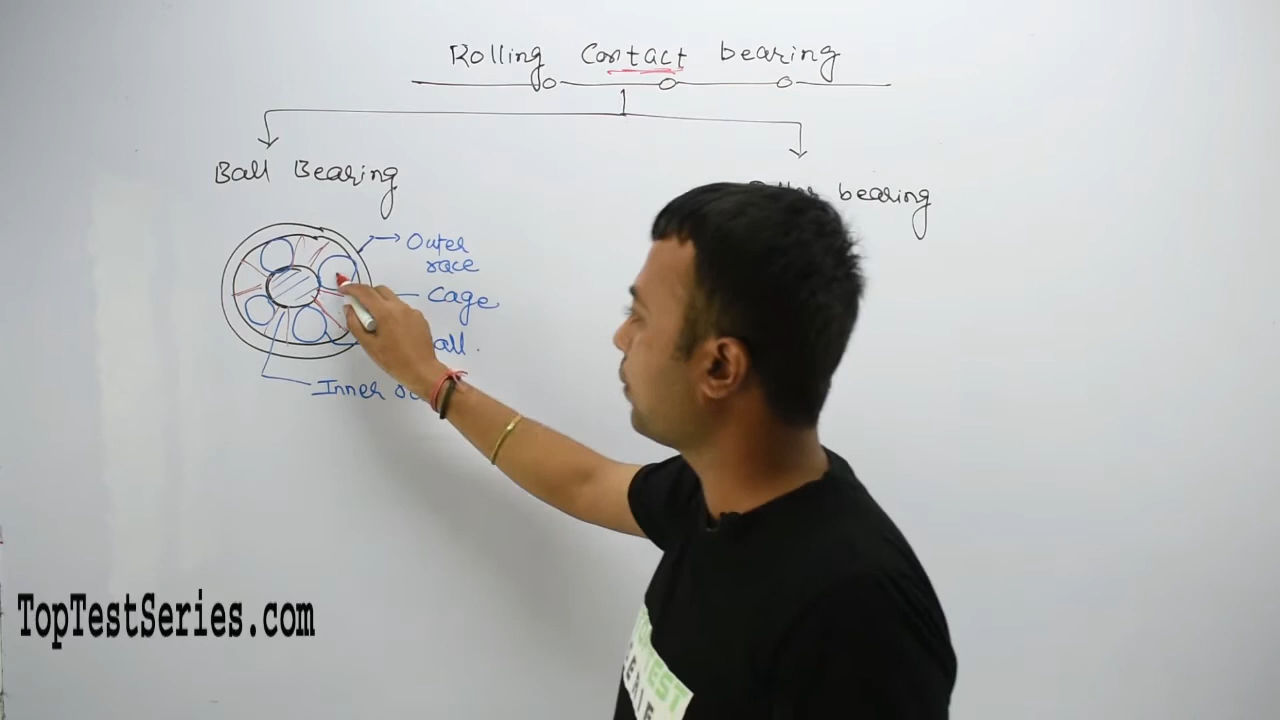 Rolling Contact bearing
Ball Bearing
bearing
Outer
race
Cage
Inner
TopTestSeries.com